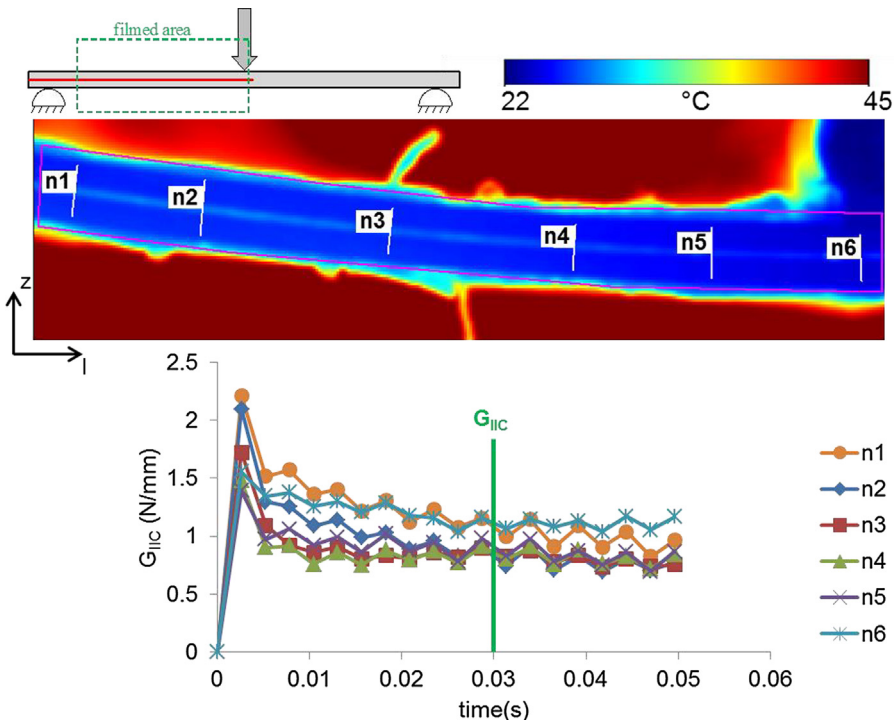 filmed area
22 °C 45
n1
n2
n3
n4
n5
n6
z
l
2.5
2
1.5
1
0.5
0
G_IIC (N/mm)
G_IIC
0 0.01 0.02 0.03 0.04 0.05 0.06
time(s)
n1
n2
n3
n4
n5
n6